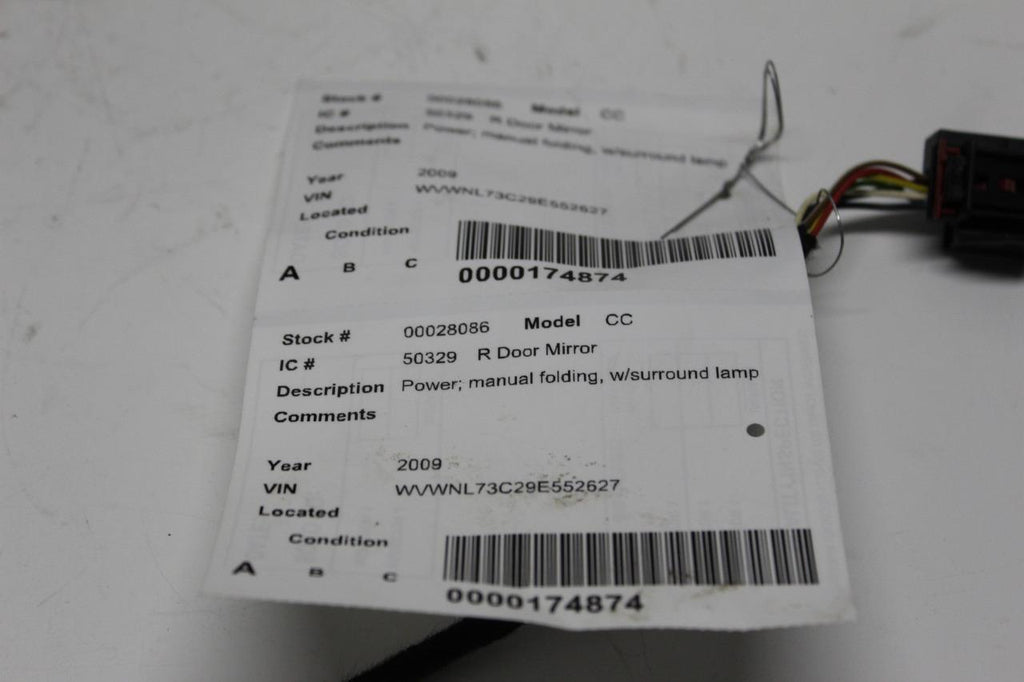 Stock # 00028086 Model CC
IC # 50329 R Door Mirror
Description Power; manual folding, w/surround lamp
Comments
Year 2009
VIN WVWNL73C29E552627
Located
Condition
A B C
0000174874
Stock # 00028086 Model CC
IC # 50329 R Door Mirror
Description Power; manual folding, w/surround lamp
Comments
Year 2009
VIN WVWNL73C29E552627
Located
Condition
A B C
0000174874